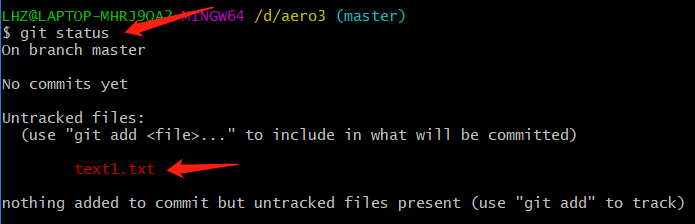 LHZ@LAPTOP-MHRJ9OA2 MINGW64 /d/aero3 (master)
$ git status
On branch master
No commits yet
Untracked files:
(use "git add <file>..." to include in what will be committed)
text1.txt
nothing added to commit but untracked files present (use "git add" to track)